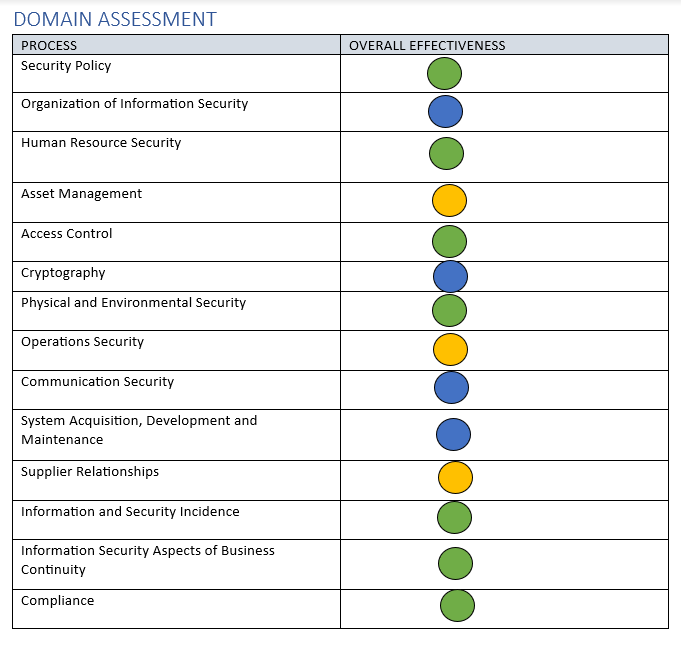 DOMAIN ASSESSMENT
PROCESS OVERALL EFFECTIVENESS
Security Policy
Organization of Information Security
Human Resource Security
Asset Management
Access Control
Cryptography
Physical and Environmental Security
Operations Security
Communication Security
System Acquisition, Development and
Maintenance
Supplier Relationships
Information and Security Incidence
Information Security Aspects of Business
Continuity
Compliance